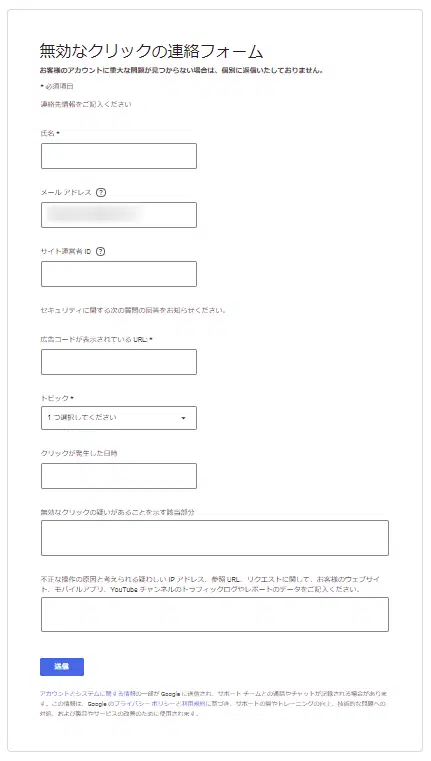 無効なクリックの連絡フォーム
お客様のアカウントに重大な問題が見つからない場合は、個別に返信いたしておりません。
* 必須項目
連絡先情報をご記入ください
氏名 *
メール アドレス ?
サイト運営者 ID ?
セキュリティに関する次の質問の回答をお知らせください。
広告コードが表示されている URL: *
トピック *
1 つ選択してください
クリックが発生した日時
無効なクリックの疑いがあることを示す該当部分
不正な操作の原因と考えられる疑わしい IP アドレス、参照 URL、リクエストに関して、お客様のウェブサイ
ト、モバイルアプリ、YouTube チャンネルのトラフィックログやレポートのデータをご記入ください。
送信
アカウントとシステムに関する情報の一部が Google に送信され、サポート チームとの通話やチャットが記録される場合がありま
す。この情報は、Google のプライバシー ポリシーと利用規約に基づき、サポートの質やトレーニングの向上、技術的な問題への
対処、および製品やサービスの改善のために使用されます。